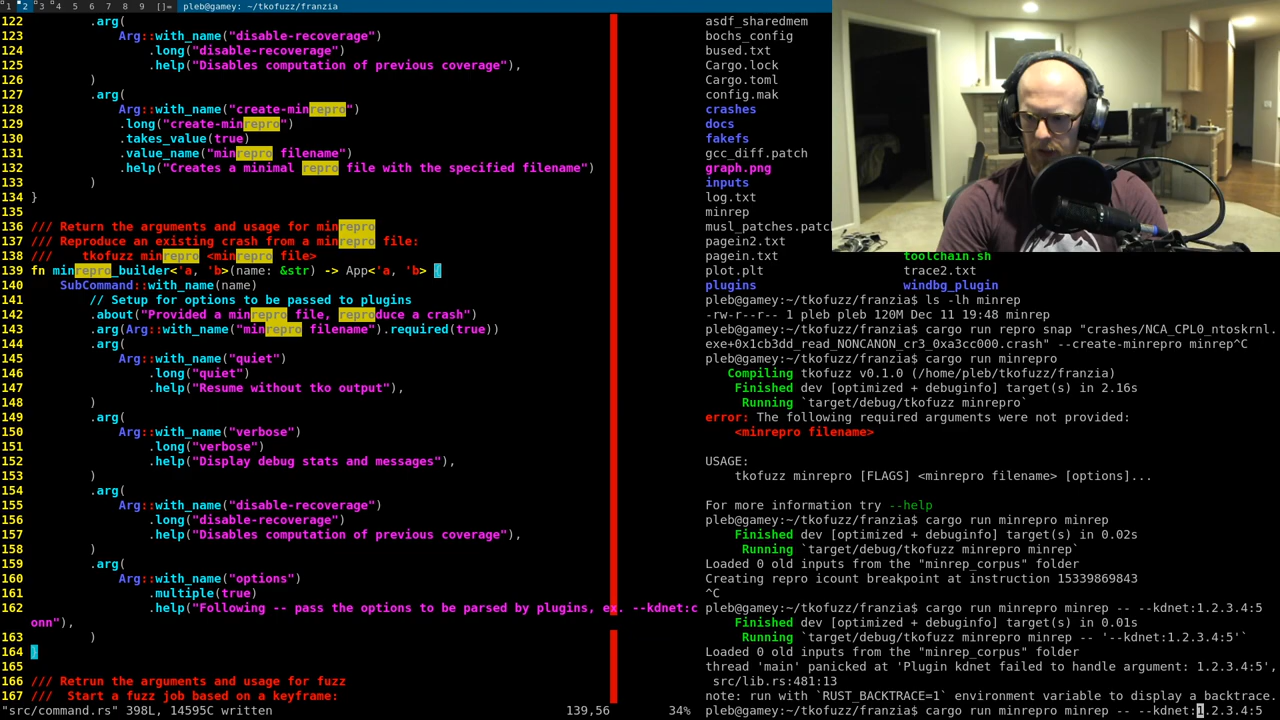 1 2 3 4 5 6 7 8 9 []= pleb@gamey: ~/tkofuzz/franzia
122         .arg(
123             Arg::with_name("disable-recoverage")
124                 .long("disable-recoverage")
125                 .help("Disables computation of previous coverage"),
126         )
127         .arg(
128             Arg::with_name("create-minrepro")
129                 .long("create-minrepro")
130                 .takes_value(true)
131                 .value_name("minrepro filename")
132                 .help("Creates a minimal repro file with the specified filename")
133         )
134 }
135
136 /// Return the arguments and usage for minrepro
137 /// Reproduce an existing crash from a minrepro file:
138 ///    tkofuzz minrepro <minrepro file>
139 fn minrepro_builder<'a, 'b>(name: &str) -> App<'a, 'b> {
140     SubCommand::with_name(name)
141         // Setup for options to be passed to plugins
142         .about("Provided a minrepro file, reproduce a crash")
143         .arg(Arg::with_name("minrepro filename").required(true))
144         .arg(
145             Arg::with_name("quiet")
146                 .long("quiet")
147                 .help("Resume without tko output"),
148         )
149         .arg(
150             Arg::with_name("verbose")
151                 .long("verbose")
152                 .help("Display debug stats and messages"),
153         )
154         .arg(
155             Arg::with_name("disable-recoverage")
156                 .long("disable-recoverage")
157                 .help("Disables computation of previous coverage"),
158         )
159         .arg(
160             Arg::with_name("options")
161                 .multiple(true)
162                 .help("Following -- pass the options to be parsed by plugins, ex. --kdnet:c
onn"),
163         )
164 }
165
166 /// Retrun the arguments and usage for fuzz
167 ///  Start a fuzz job based on a keyframe:
"src/command.rs" 398L, 14595C written 139,56 34%
asdf_sharedmem
bochs_config
bused.txt
Cargo.lock
Cargo.toml
config.mak
crashes
docs
fakefs
gcc_diff.patch
graph.png
inputs
log.txt
minrep
musl_patches.patc
pagein2.txt
pagein.txt toolchain.sh
plot.plt trace2.txt
plugins windbg_plugin
pleb@gamey:~/tkofuzz/franzia$ ls -lh minrep
-rw-r--r-- 1 pleb pleb 120M Dec 11 19:48 minrep
pleb@gamey:~/tkofuzz/franzia$ cargo run repro snap "crashes/NCA_CPL0_ntoskrnl.
exe+0x1cb3dd_read_NONCANON_cr3_0xa3cc000.crash" --create-minrepro minrep^C
pleb@gamey:~/tkofuzz/franzia$ cargo run minrepro
   Compiling tkofuzz v0.1.0 (/home/pleb/tkofuzz/franzia)
    Finished dev [optimized + debuginfo] target(s) in 2.16s
     Running `target/debug/tkofuzz minrepro`
error: The following required arguments were not provided:
    <minrepro filename>

USAGE:
    tkofuzz minrepro [FLAGS] <minrepro filename> [options]...

For more information try --help
pleb@gamey:~/tkofuzz/franzia$ cargo run minrepro minrep
    Finished dev [optimized + debuginfo] target(s) in 0.02s
     Running `target/debug/tkofuzz minrepro minrep`
Loaded 0 old inputs from the "minrep_corpus" folder
Creating repro icount breakpoint at instruction 15339869843
^C
pleb@gamey:~/tkofuzz/franzia$ cargo run minrepro minrep -- --kdnet:1.2.3.4:5
    Finished dev [optimized + debuginfo] target(s) in 0.01s
     Running `target/debug/tkofuzz minrepro minrep -- '--kdnet:1.2.3.4:5'`
Loaded 0 old inputs from the "minrep_corpus" folder
thread 'main' panicked at 'Plugin kdnet failed to handle argument: 1.2.3.4:5',
 src/lib.rs:481:13
note: run with `RUST_BACKTRACE=1` environment variable to display a backtrace.
pleb@gamey:~/tkofuzz/franzia$ cargo run minrepro minrep -- --kdnet:1.2.3.4:5